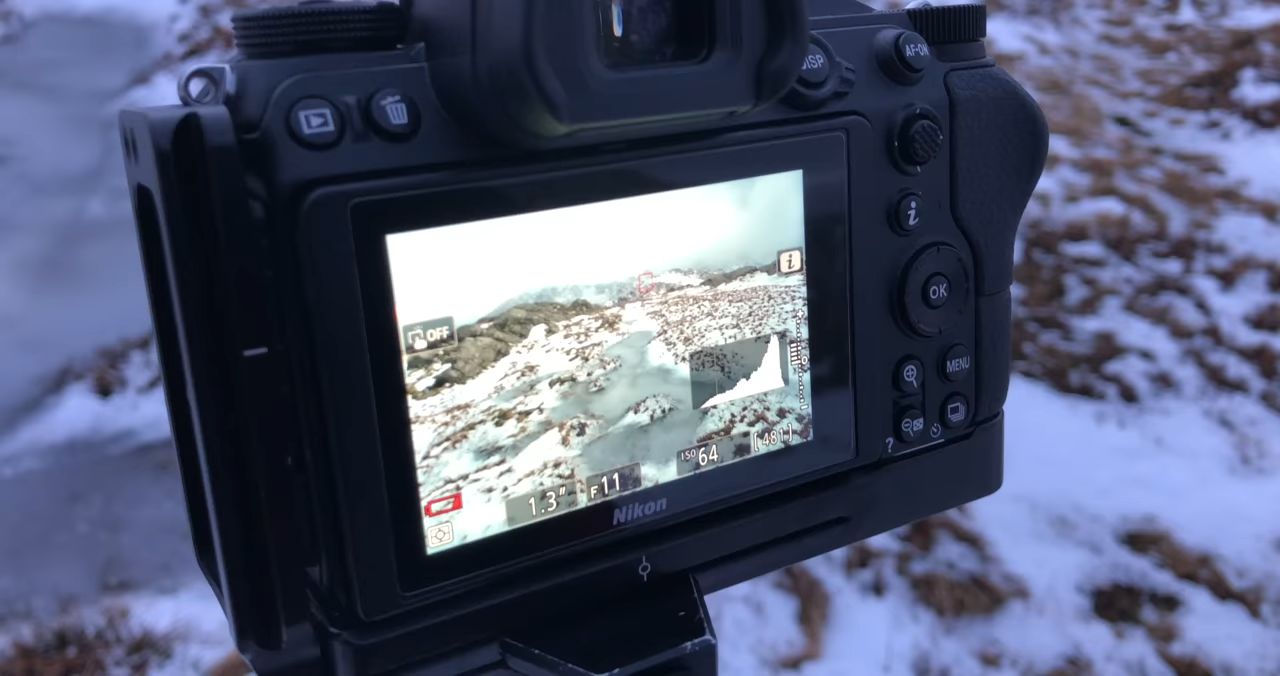 DISP
AF-ON
i
i
OFF
OK
MENU
1.3" F11 ISO 64 [481]
?
Nikon